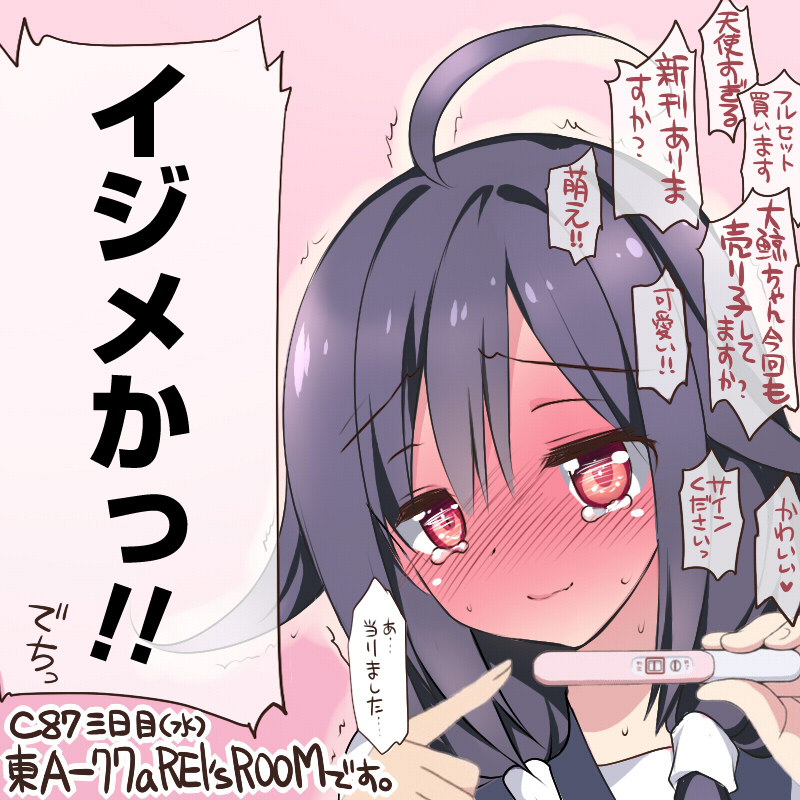 天使すぎる
フルセット
買います
新刊ありま
すか?
萌え!!
大鯨ちゃん今回も
売り子して
ますか?
可愛い!!
サイン
くださいっ
かわいい♥
イジメかっ!!
でちっ
あ…
当りました…
C87三日目(水)
東A-77aREI'sROOMです。